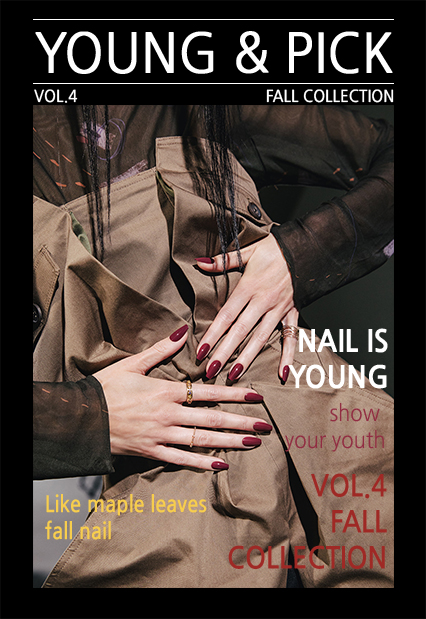 YOUNG & PICK
VOL.4 FALL COLLECTION
NAIL IS
YOUNG
show
your youth
VOL.4
FALL
COLLECTION
Like maple leaves
fall nail